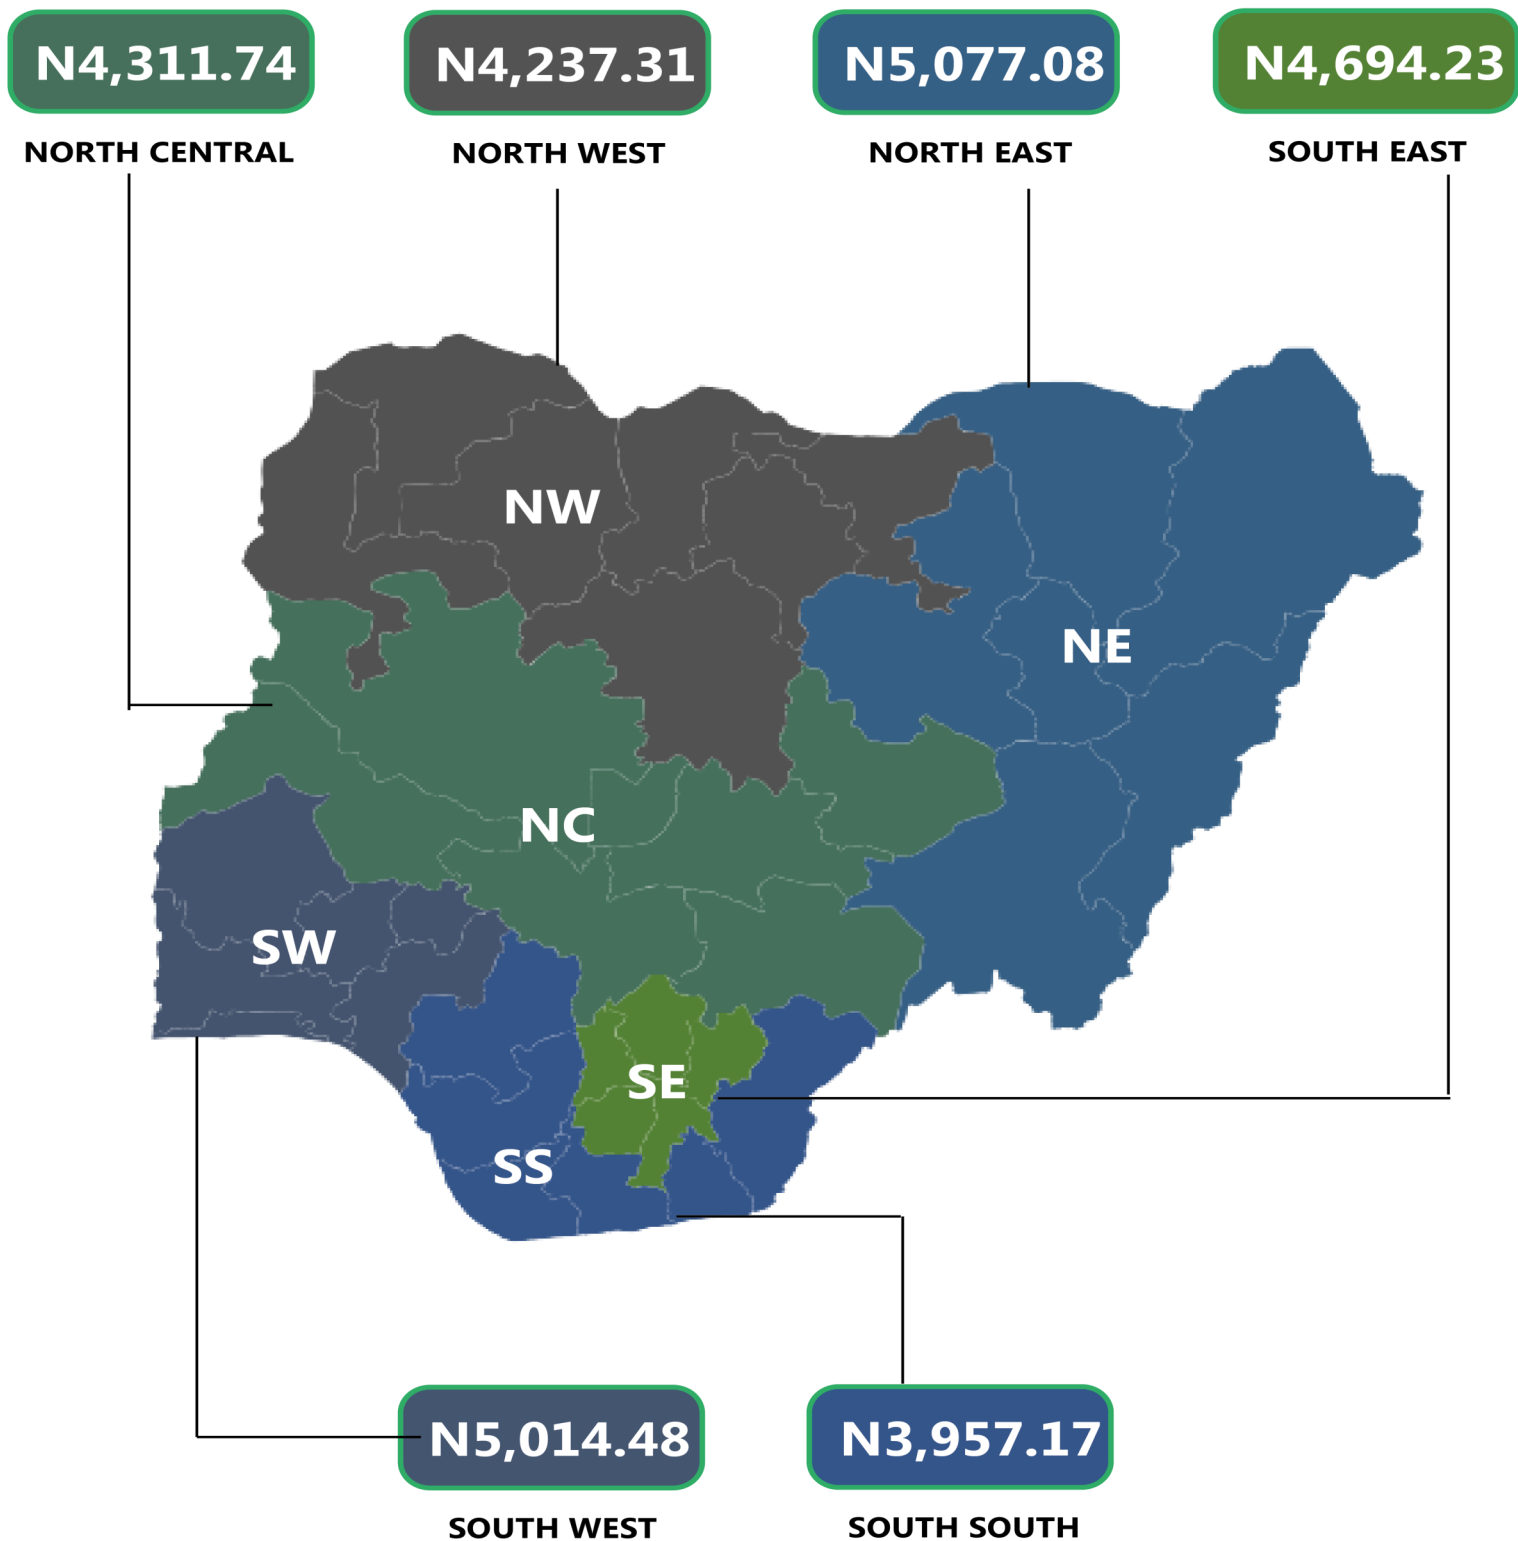 N4,311.74
N4,237.31
N5,077.08
N4,694.23
NORTH CENTRAL
NORTH WEST
NORTH EAST
SOUTH EAST
NW
NE
NC
SW
SE
SS
N5,014.48
N3,957.17
SOUTH WEST
SOUTH SOUTH